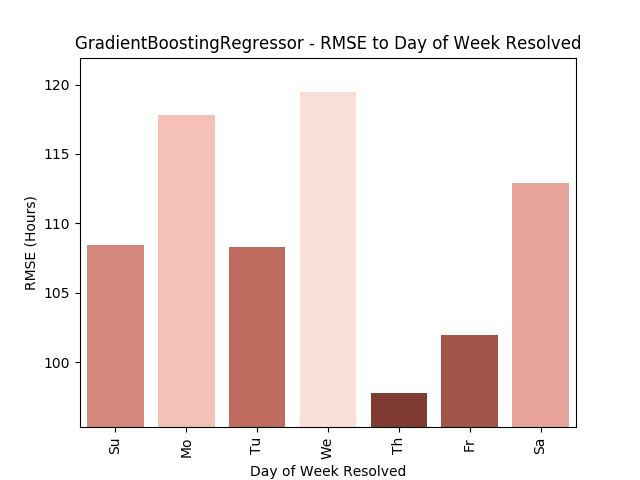 GradientBoostingRegressor - RMSE to Day of Week Resolved
120
115
110
105
100
RMSE (Hours)
Su
Mo
Tu
We
Th
Fr
Sa
Day of Week Resolved